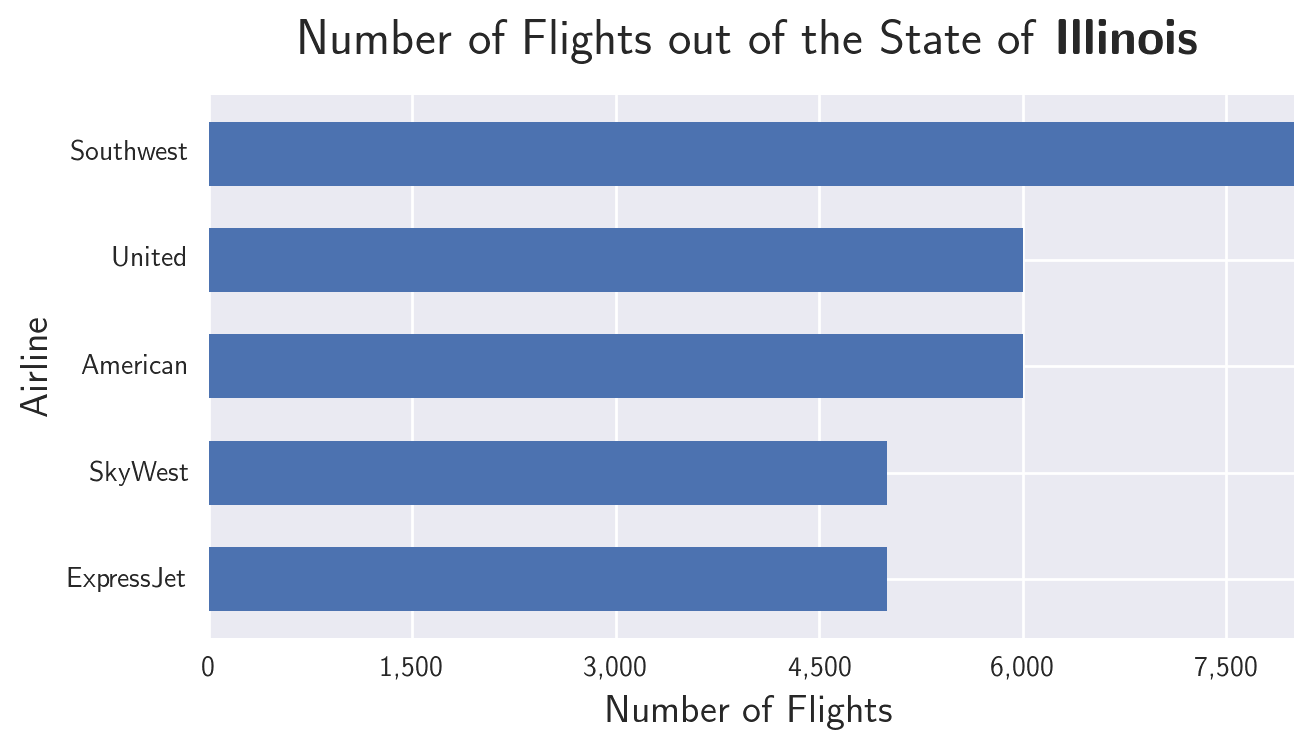 Number of Flights out of the State of Illinois
Southwest
United
American
SkyWest
ExpressJet
Airline
0 1,500 3,000 4,500 6,000 7,500
Number of Flights